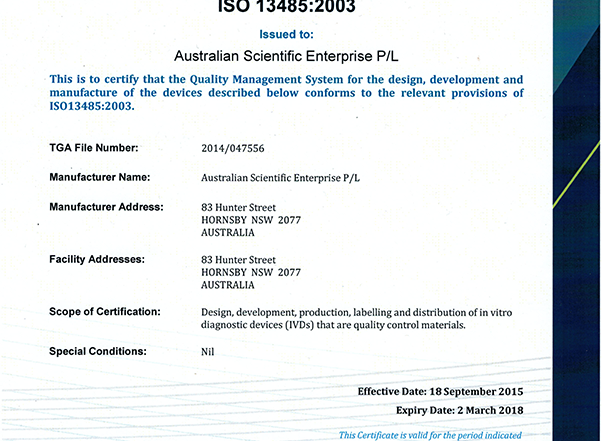 ISO 13485:2003
Issued to:
Australian Scientific Enterprise P/L
This is to certify that the Quality Management System for the design, development and
manufacture of the devices described below conforms to the relevant provisions of
ISO13485:2003.
TGA File Number: 2014/047556
Manufacturer Name: Australian Scientific Enterprise P/L
Manufacturer Address: 83 Hunter Street
HORNSBY NSW 2077
AUSTRALIA
Facility Addresses: 83 Hunter Street
HORNSBY NSW 2077
AUSTRALIA
Scope of Certification: Design, development, production, labelling and distribution of in vitro
diagnostic devices (IVDs) that are quality control materials.
Special Conditions: Nil
Effective Date: 18 September 2015
Expiry Date: 2 March 2018
This Certificate is valid for the period indicated